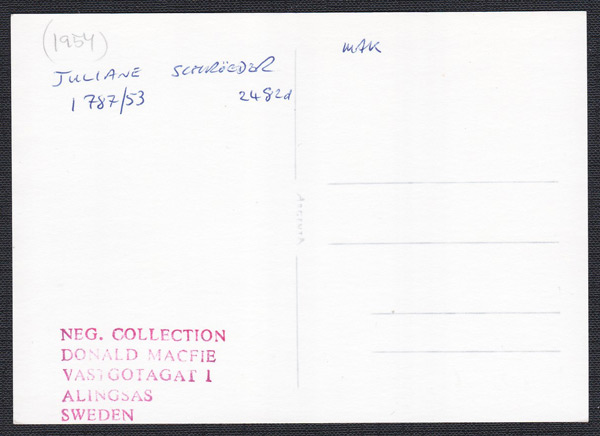 (1954)
JULIANE SCHRÖEDER
1787/53 2482d
MAK
NEG. COLLECTION
DONALD MACFIE
VASTGOTAGAT 1
ALINGSAS
SWEDEN